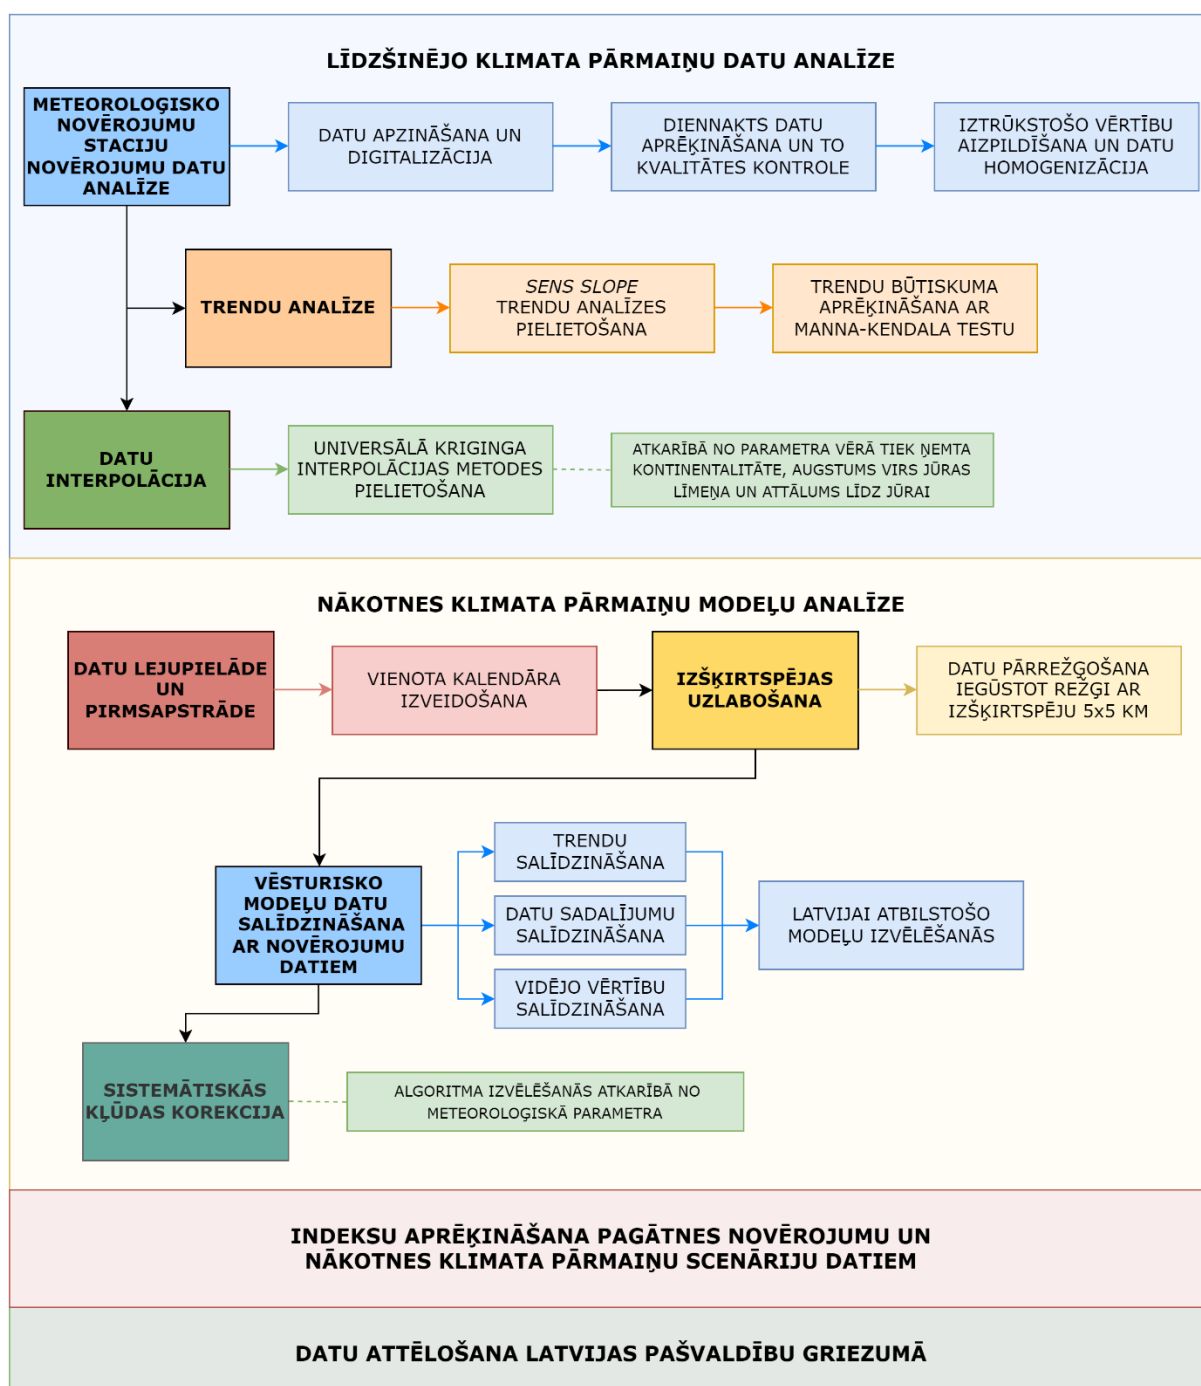 LĪDZŠINĒJO KLIMATA PĀRMAIŅU DATU ANALĪZE
METEOROLOĢISKO
NOVĒROJUMU
STACIJU
NOVĒROJUMU DATU
ANALĪZE
DATU APZINĀŠANA UN
DIGITALIZĀCIJA
DIENNAKTS DATU
APRĒĶINĀŠANA UN TO
KVALITĀTES KONTROLE
IZTRŪKSTOŠO VĒRTĪBU
AIZPILDĪŠANA UN DATU
HOMOGENIZĀCIJA
TRENDU ANALĪZE
SENS SLOPE
TRENDU ANALĪZES
PIELIETOŠANA
TRENDU BŪTISKUMA
APRĒĶINĀŠANA AR
MANNA-KENDALA TESTU
DATU
INTERPOLĀCIJA
UNIVERSĀLĀ KRIGINGA
INTERPOLĀCIJAS METODES
PIELIETOŠANA
ATKARĪBĀ NO PARAMETRA VĒRĀ TIEK ŅEMTA
KONTINENTALITĀTE, AUGSTUMS VIRS JŪRAS
LĪMEŅA UN ATTĀLUMS LĪDZ JŪRAI
NĀKOTNES KLIMATA PĀRMAIŅU MODEĻU ANALĪZE
DATU LEJUPIELĀDE
UN
PIRMSAPSTRĀDE
VIENOTA KALENDĀRA
IZVEIDOŠANA
IZŠĶIRTSPĒJAS
UZLABOŠANA
DATU PĀRREŽĢOŠANA
IEGŪSTOT REŽĢI AR
IZŠĶIRTSPĒJU 5x5 KM
VĒSTURISKO
MODEĻU DATU
SALĪDZINĀŠANA
AR NOVĒROJUMU
DATIEM
TRENDU
SALĪDZINĀŠANA
DATU SADALĪJUMU
SALĪDZINĀŠANA
VIDĒJO VĒRTĪBU
SALĪDZINĀŠANA
LATVIJAI ATBILSTOŠO
MODEĻU IZVĒLĒŠANĀS
SISTEMĀTISKĀS
KĻŪDAS KOREKCIJA
ALGORITMA IZVĒLĒŠANĀS ATKARĪBĀ NO
METEOROLOĢISKĀ PARAMETRA
INDEKSU APRĒĶINĀŠANA PAGĀTNES NOVĒROJUMU UN
NĀKOTNES KLIMATA PĀRMAIŅU SCENĀRIJU DATIEM
DATU ATTĒLOŠANA LATVIJAS PAŠVALDĪBU GRIEZUMĀ